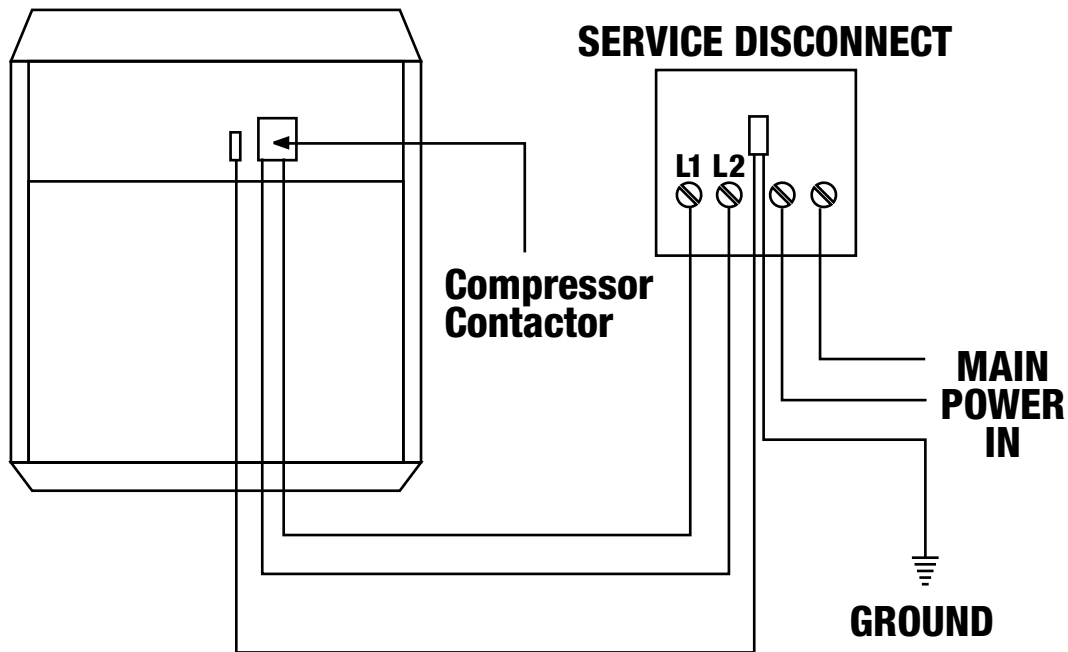 SERVICE DISCONNECT
L1 L2
Compressor
Contactor
MAIN
POWER
IN
GROUND